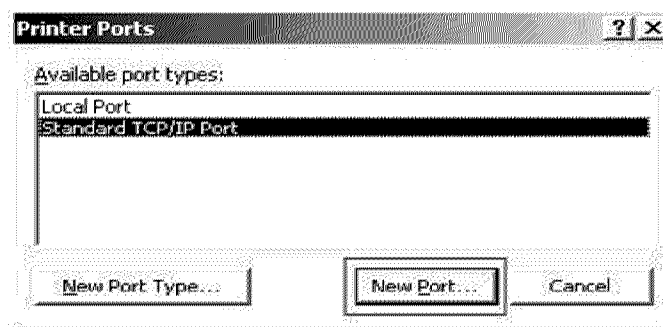 Printer Ports ? ×
Available port types:
Local Port
Standard TCP/IP Port
New Port Type... New Port... Cancel